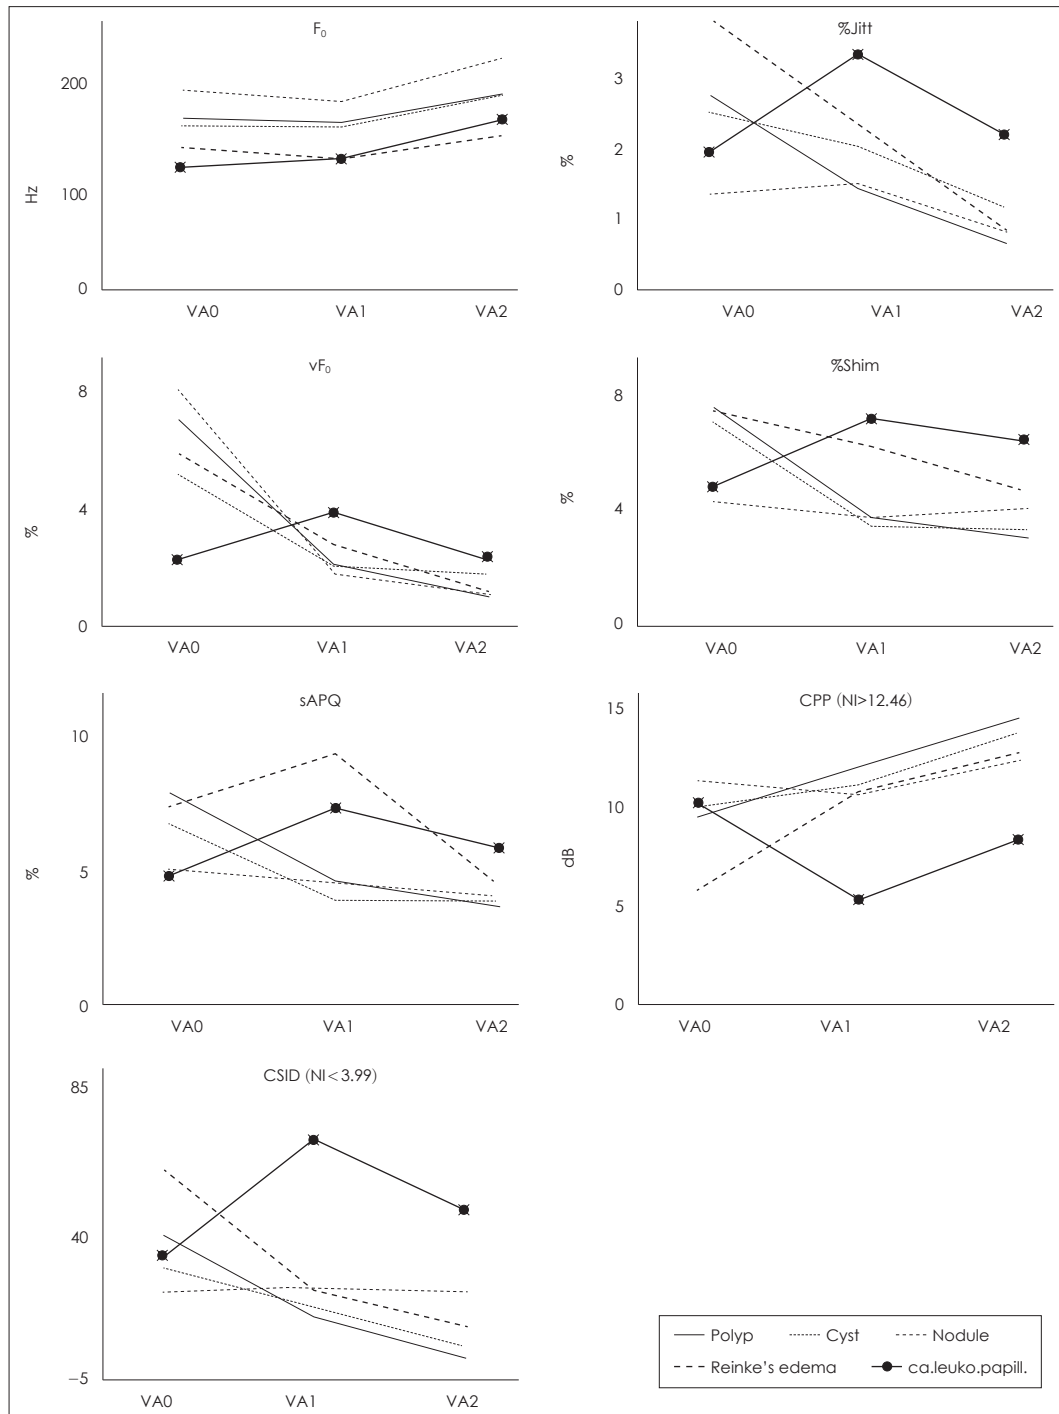 F₀
200
100
0
Hz
VA0 VA1 VA2
%Jitt
3
2
1
0
%
VA0 VA1 VA2
vF₀
8
4
0
%
VA0 VA1 VA2
%Shim
8
4
0
%
VA0 VA1 VA2
sAPQ
10
5
0
%
VA0 VA1 VA2
CPP (NI>12.46)
15
10
5
0
dB
VA0 VA1 VA2
CSID (NI<3.99)
85
40
−5
VA0 VA1 VA2
Polyp Cyst Nodule
Reinke's edema ca.leuko.papill.